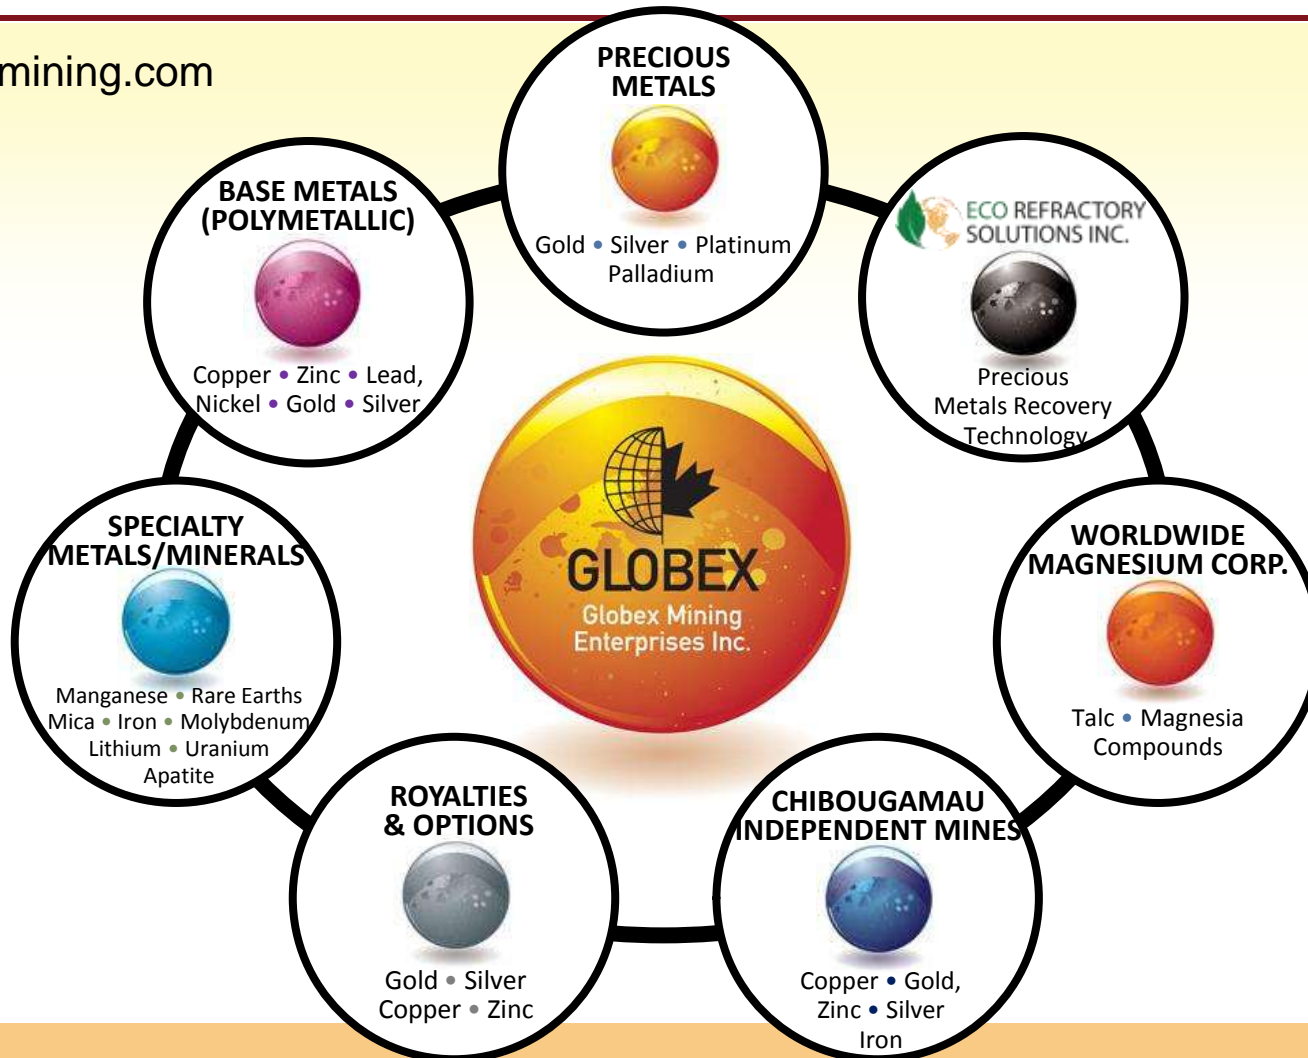 mining.com
PRECIOUS
METALS
Gold • Silver • Platinum
Palladium
ECO REFRACTORY
SOLUTIONS INC.
Precious
Metals Recovery
Technology
WORLDWIDE
MAGNESIUM CORP.
Talc • Magnesia
Compounds
CHIBOUGAMAU
INDEPENDENT MINES
Copper • Gold,
Zinc • Silver
Iron
ROYALTIES
& OPTIONS
Gold • Silver
Copper • Zinc
SPECIALTY
METALS/MINERALS
Manganese • Rare Earths
Mica • Iron • Molybdenum
Lithium • Uranium
Apatite
BASE METALS
(POLYMETALLIC)
Copper • Zinc • Lead,
Nickel • Gold • Silver
GLOBEX
Globex Mining
Enterprises Inc.